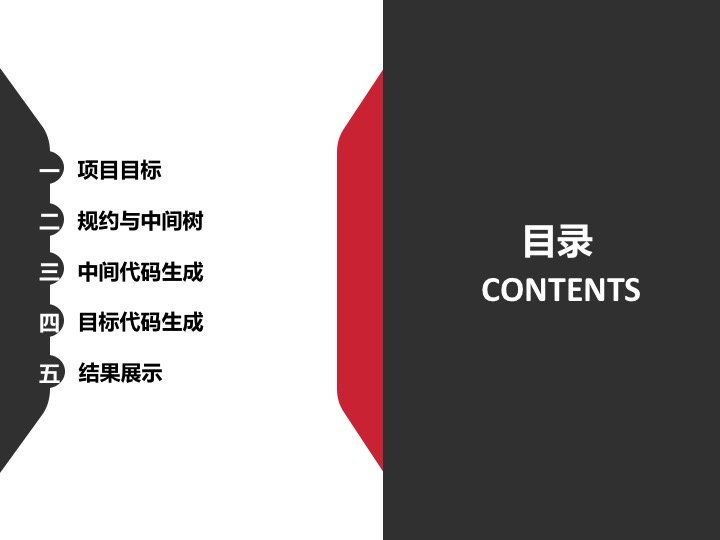 一 项目目标
二 规约与中间树
三 中间代码生成
四 目标代码生成
五 结果展示
目录
CONTENTS